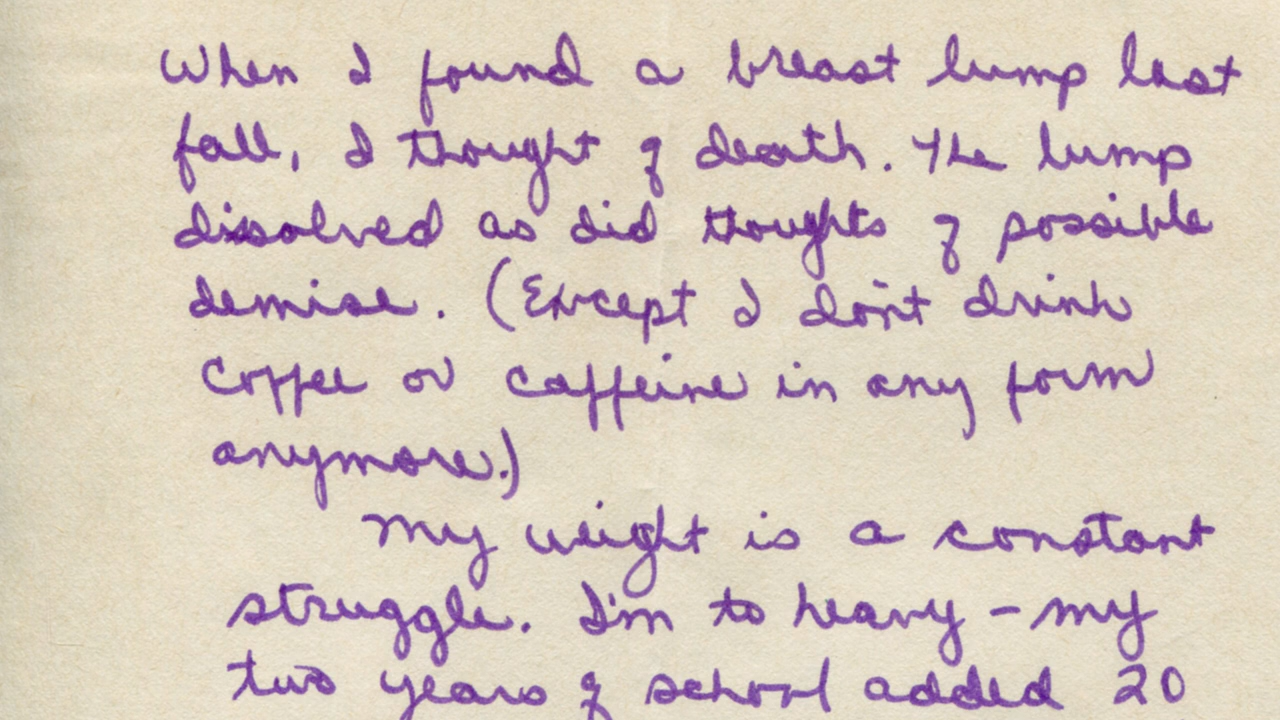 When I found a breast lump last
fall, I thought of death. The lump
dissolved as did thoughts of possible
demise. (Except I don't drink
coffee or caffeine in any form
anymore.)
My weight is a constant
struggle. I'm to heavy – my
two years of school added 20